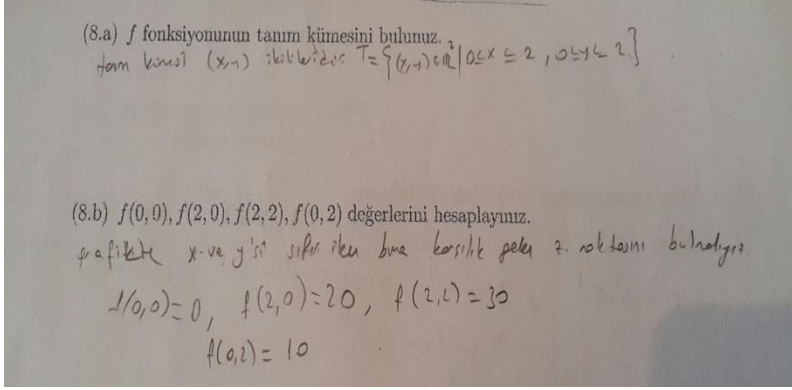 (8.a) f fonksiyonunun tanım kümesini bulunuz.
tanım kümesi (x,y) ikilileridir T={(x,y)∈R²|0≤x≤2, 0≤y≤2}
(8.b) f(0,0), f(2,0), f(2,2), f(0,2) değerlerini hesaplayınız.
grafikte x-ve y'si sıfır iken buna karşılık gelen z. noktasını bulmalıyız
f(0,0)=0, f(2,0)=20, f(2,2)=30
f(0,2)=10